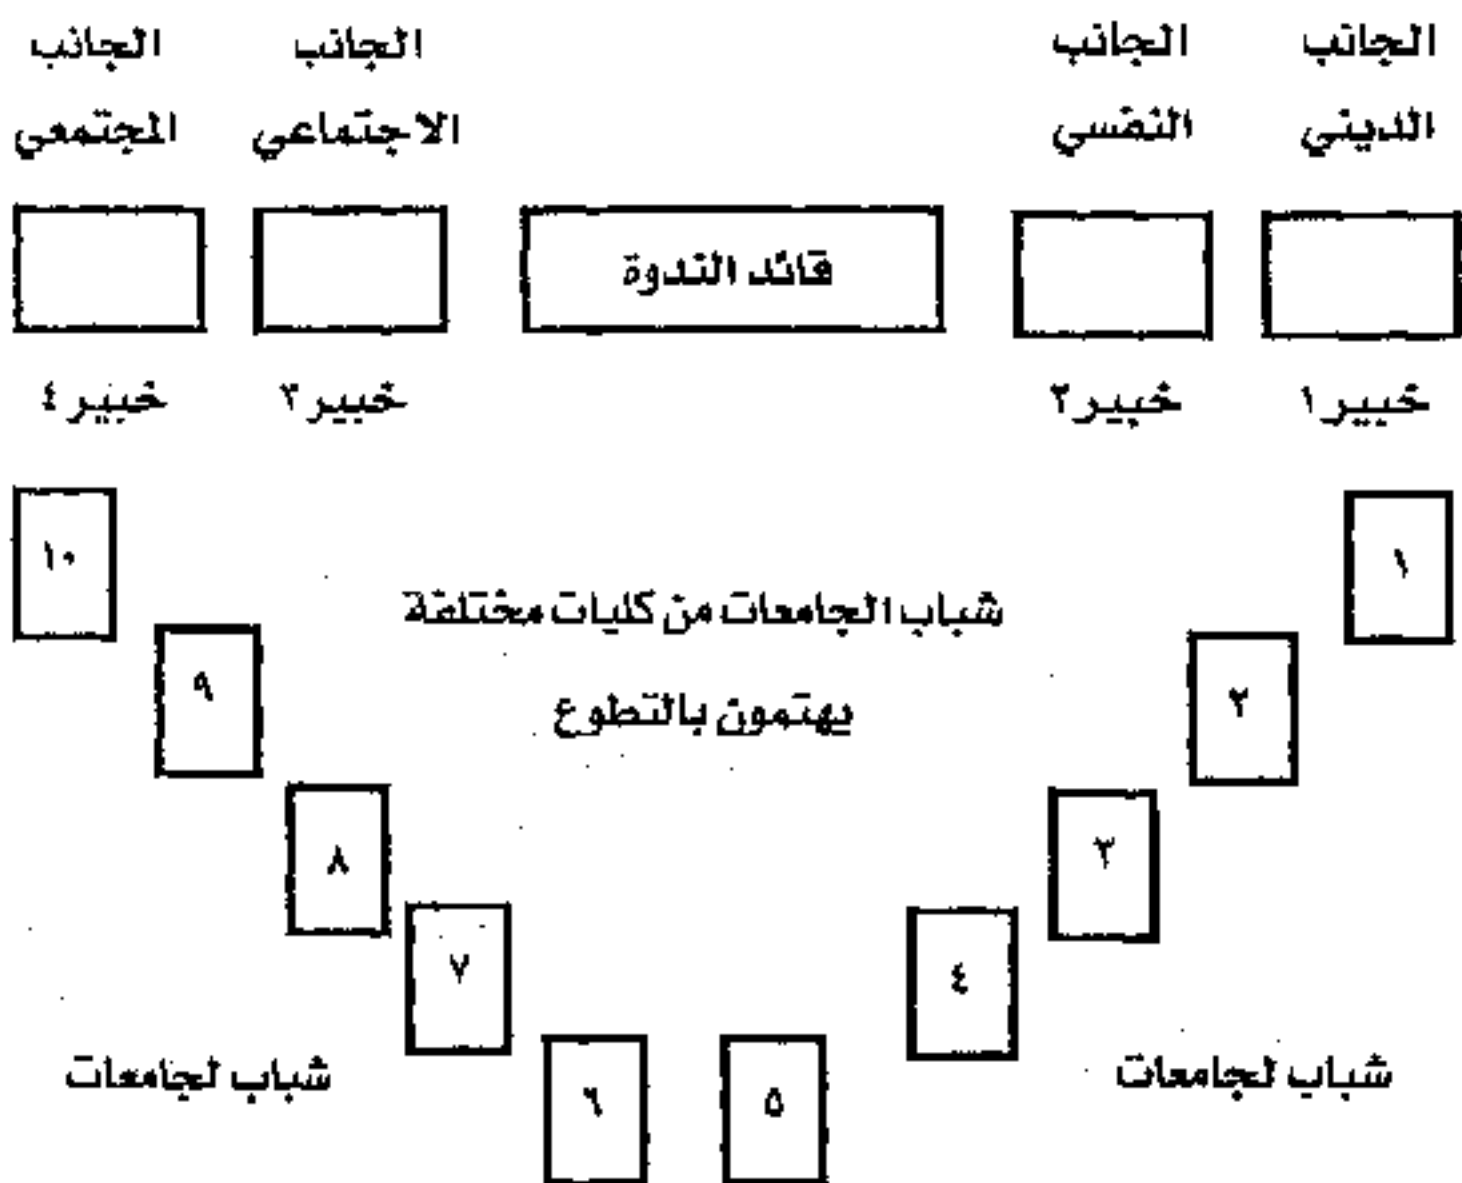 الجانب الجانب الجانب الجانب
الديني النفسي الاجتماعي المجتمعي
قائد الندوة
خبير١ خبير٢ خبير٣ خبير٤
١
١٠
شباب الجامعات من كليات مختلفة
٢
٩
يهتمون بالتطوع
٣
٨
٤
٧
شباب لجامعات
٥
٦
شباب لجامعات